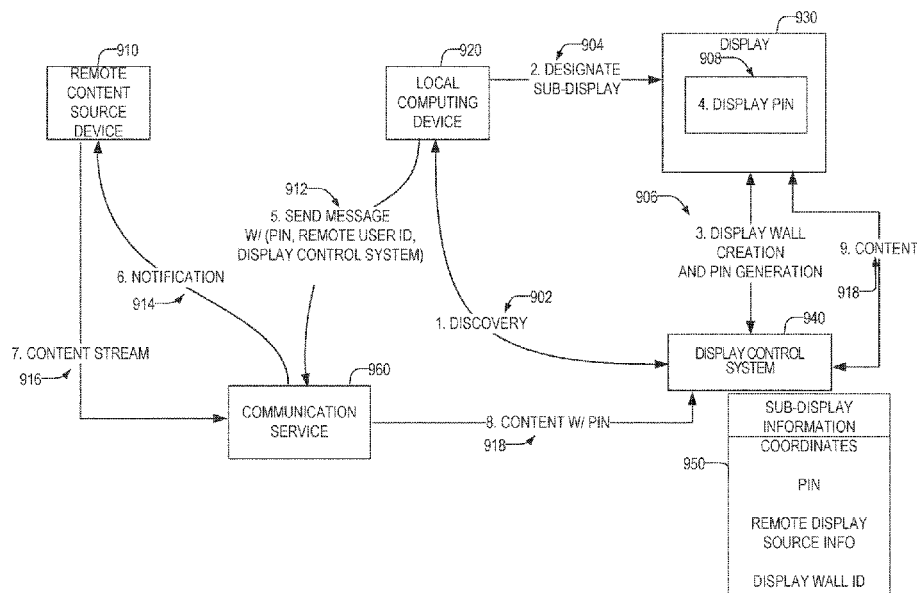 910
REMOTE
CONTENT
SOURCE
DEVICE
920
LOCAL
COMPUTING
DEVICE
904
2. DESIGNATE
SUB-DISPLAY
930
DISPLAY
908
4. DISPLAY PIN
912
5. SEND MESSAGE
W/ (PIN, REMOTE USER ID,
DISPLAY CONTROL SYSTEM)
906
3. DISPLAY WALL
CREATION
AND PIN GENERATION
9. CONTENT
918
6. NOTIFICATION
914
902
1. DISCOVERY
7. CONTENT STREAM
916
960
COMMUNICATION
SERVICE
8. CONTENT W/ PIN
918
940
DISPLAY CONTROL
SYSTEM
950
SUB-DISPLAY
INFORMATION
COORDINATES
PIN
REMOTE DISPLAY
SOURCE INFO
DISPLAY WALL ID